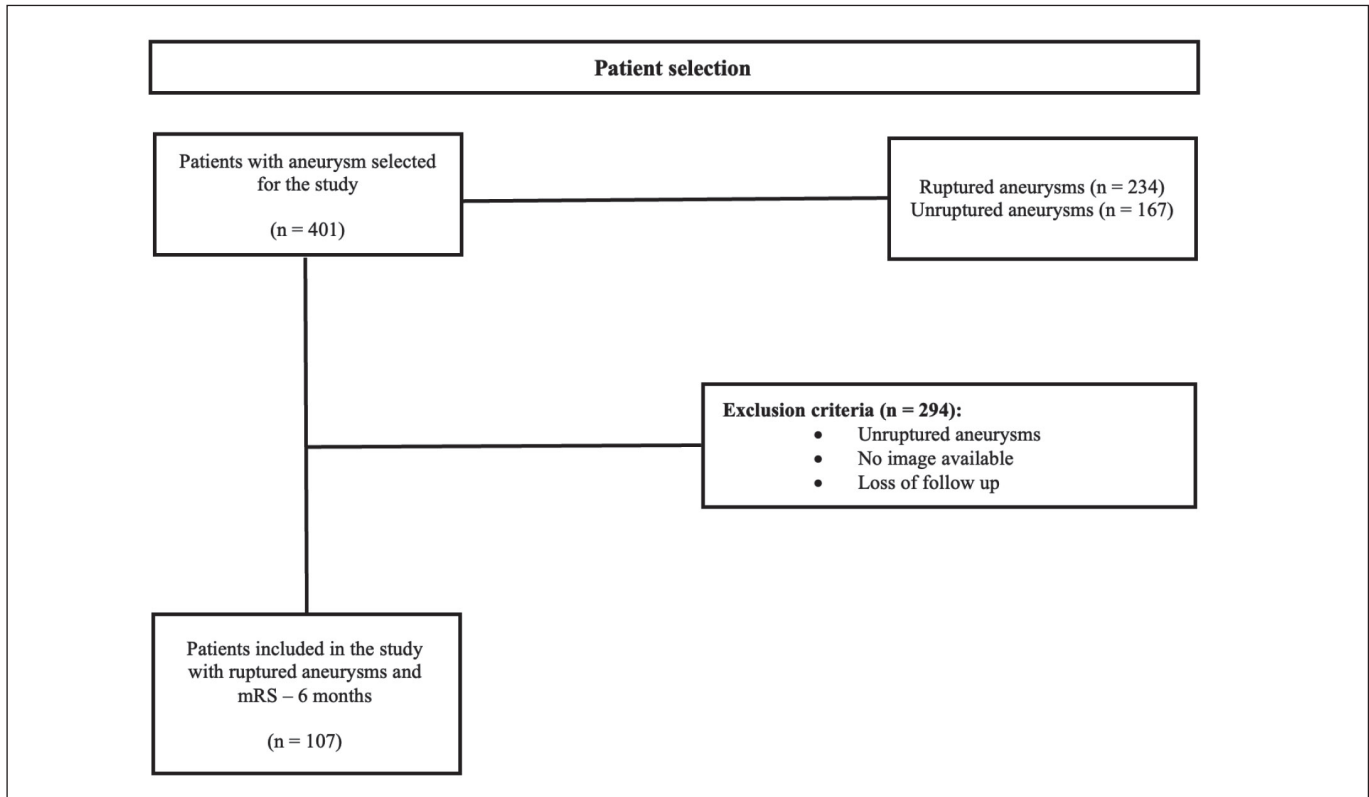 Patient selection
Patients with aneurysm selected
for the study
(n = 401)
Ruptured aneurysms (n = 234)
Unruptured aneurysms (n = 167)
Exclusion criteria (n = 294):
• Unruptured aneurysms
• No image available
• Loss of follow up
Patients included in the study
with ruptured aneurysms and
mRS – 6 months
(n = 107)